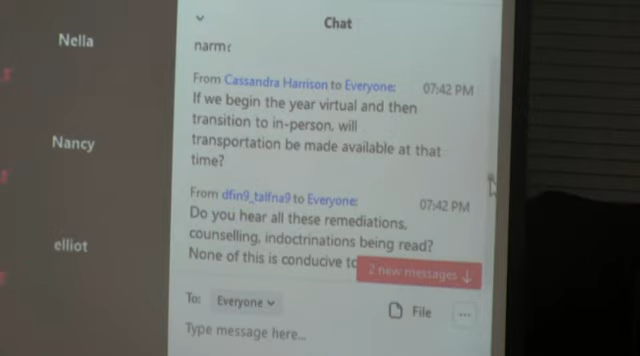 Nella
Nancy
elliot
Chat
From Cassandra Harrison to Everyone: 07:42 PM
If we begin the year virtual and then
transition to in-person, will
transportation be made available at that
time?
From dfin9_talfna9 to Everyone: 07:42 PM
Do you hear all these remediations,
counselling, indoctrinations being read?
None of this is conducive to
2 new messages ↓
To: Everyone File ...
Type message here...